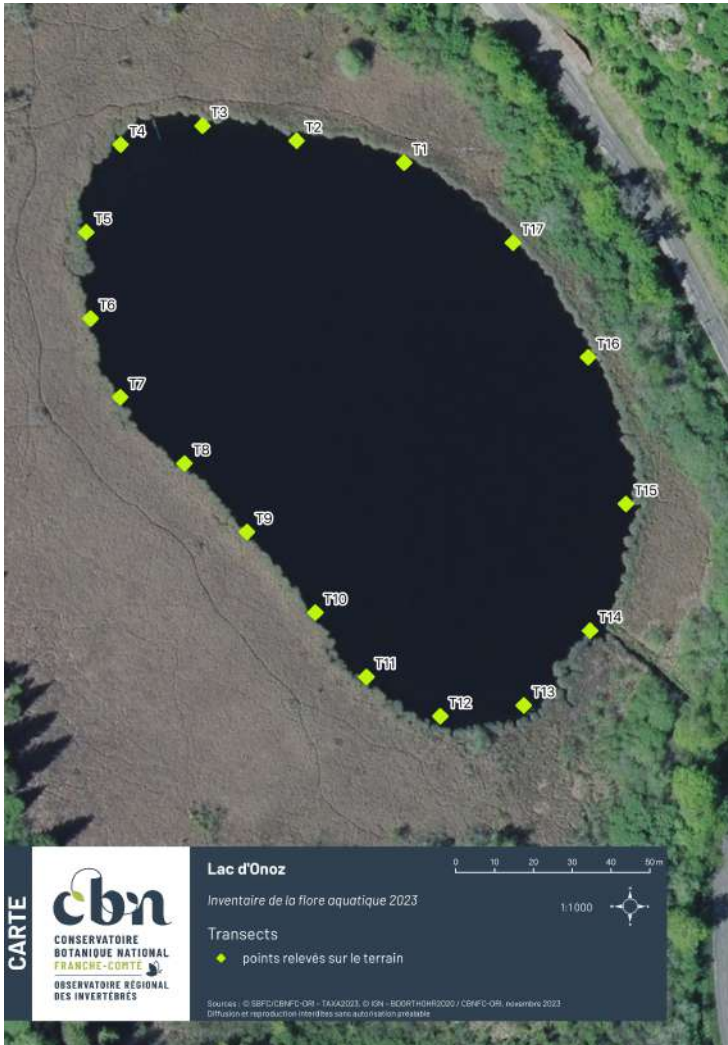 T3
T4
T2
T1
T5
T17
T6
T16
T7
T8
T15
T9
T10
T14
T11
T13
T12
CARTE
cbn
CONSERVATOIRE
BOTANIQUE NATIONAL
FRANCHE-COMTÉ
OBSERVATOIRE RÉGIONAL
DES INVERTÉBRÉS
Lac d'Onoz
0 10 20 30 40 50 m
Inventaire de la flore aquatique 2023
1:1 000
Transects
points relevés sur le terrain
Sources : © SBFC/CBNFC-ORI - TAXA2023, © IGN - BDORTHOHR2020 / CBNFC-ORI, novembre 2023
Diffusion et reproduction interdites sans autorisation préalable